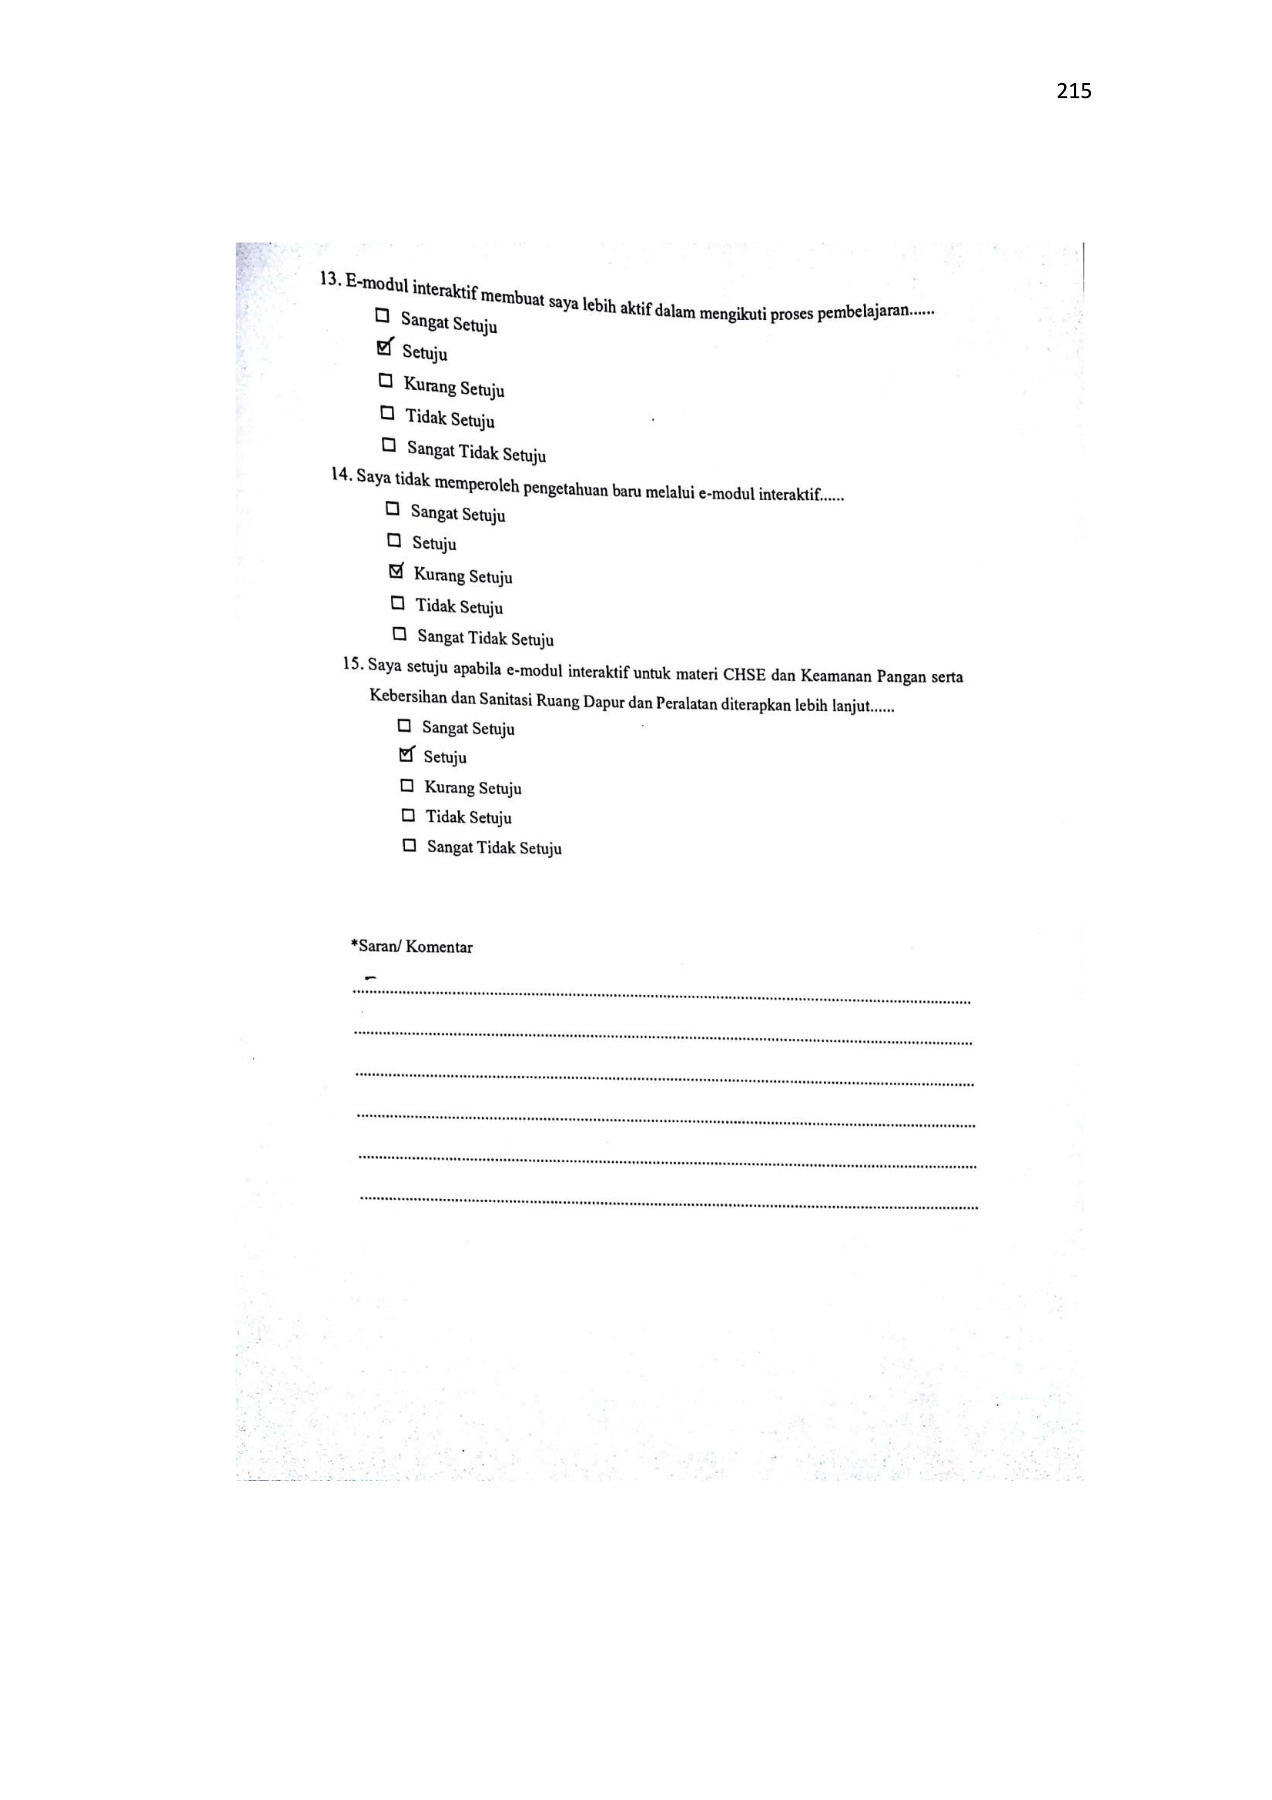 215
13. E-modul interaktif membuat saya lebih aktif dalam mengikuti proses pembelajaran......
☐ Sangat Setuju
☑ Setuju
☐ Kurang Setuju
☐ Tidak Setuju
☐ Sangat Tidak Setuju
14. Saya tidak memperoleh pengetahuan baru melalui e-modul interaktif......
☐ Sangat Setuju
☐ Setuju
☑ Kurang Setuju
☐ Tidak Setuju
☐ Sangat Tidak Setuju
15. Saya setuju apabila e-modul interaktif untuk materi CHSE dan Keamanan Pangan serta
Kebersihan dan Sanitasi Ruang Dapur dan Peralatan diterapkan lebih lanjut......
☐ Sangat Setuju
☑ Setuju
☐ Kurang Setuju
☐ Tidak Setuju
☐ Sangat Tidak Setuju
*Saran/ Komentar
-